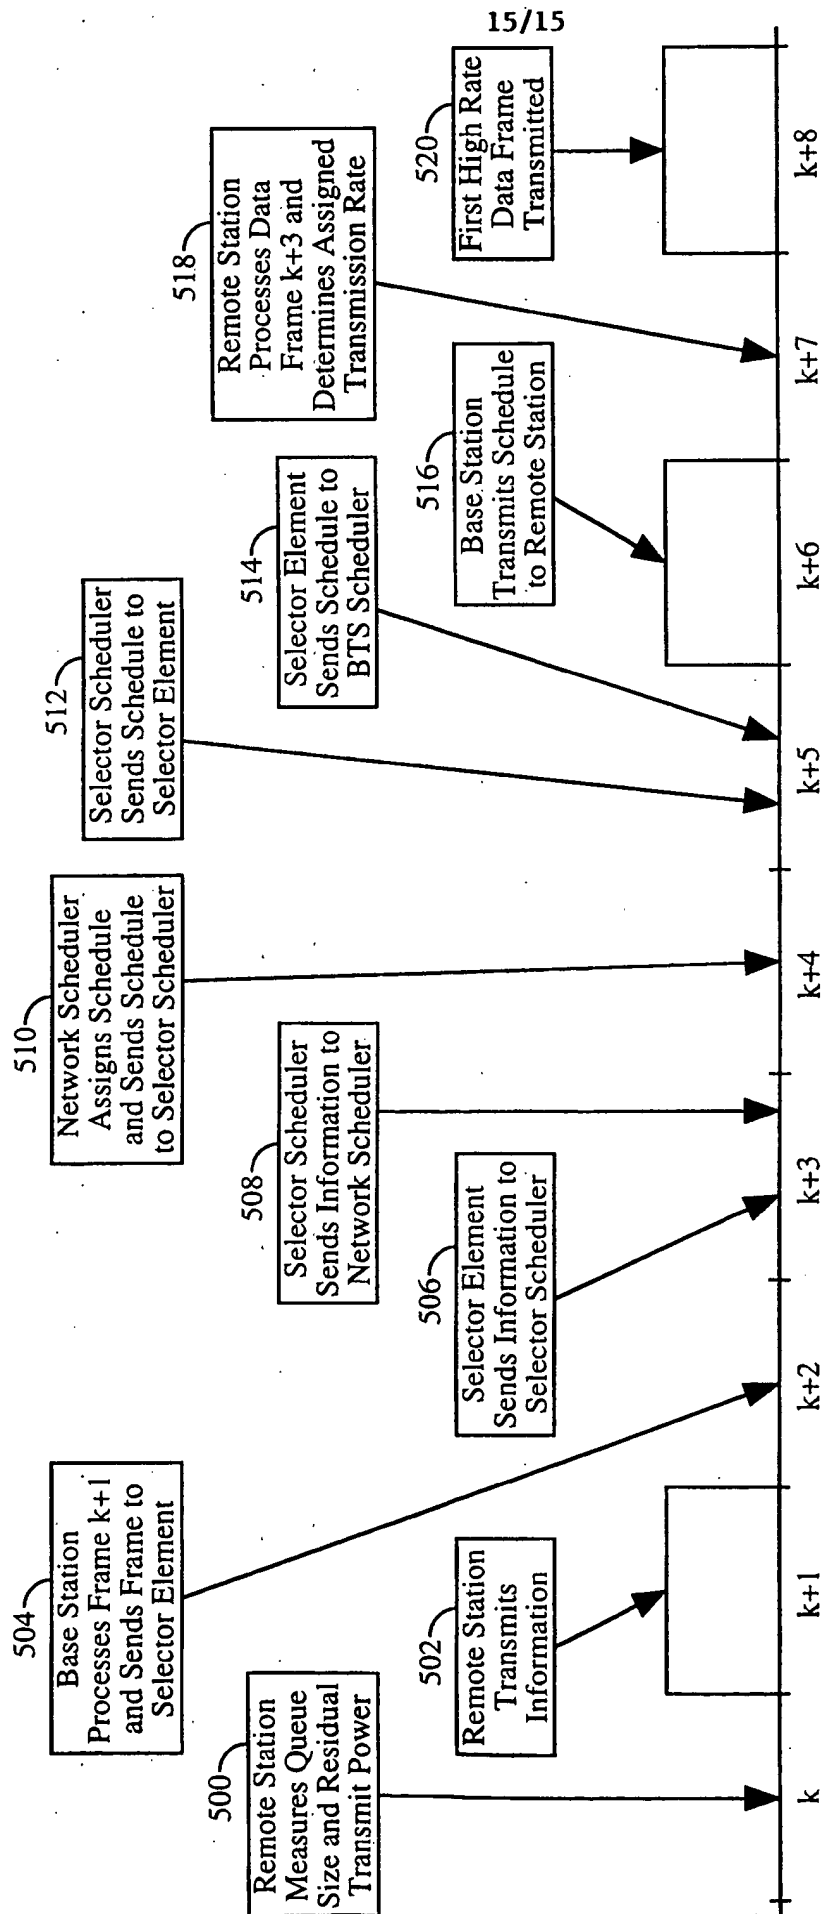 15/15
500
Remote Station
Measures Queue
Size and Residual
Transmit Power
502
Remote Station
Transmits
Information
504
Base Station
Processes Frame k+1
and Sends Frame to
Selector Element
506
Selector Element
Sends Information to
Selector Scheduler
508
Selector Scheduler
Sends Information to
Network Scheduler
510
Network Scheduler
Assigns Schedule
and Sends Schedule
to Selector Scheduler
512
Selector Scheduler
Sends Schedule to
Selector Element
514
Selector Element
Sends Schedule to
BTS Scheduler
516
Base Station
Transmits Schedule
to Remote Station
518
Remote Station
Processes Data
Frame k+3 and
Determines Assigned
Transmission Rate
520
First High Rate
Data Frame
Transmitted
k
k+1
k+2
k+3
k+4
k+5
k+6
k+7
k+8